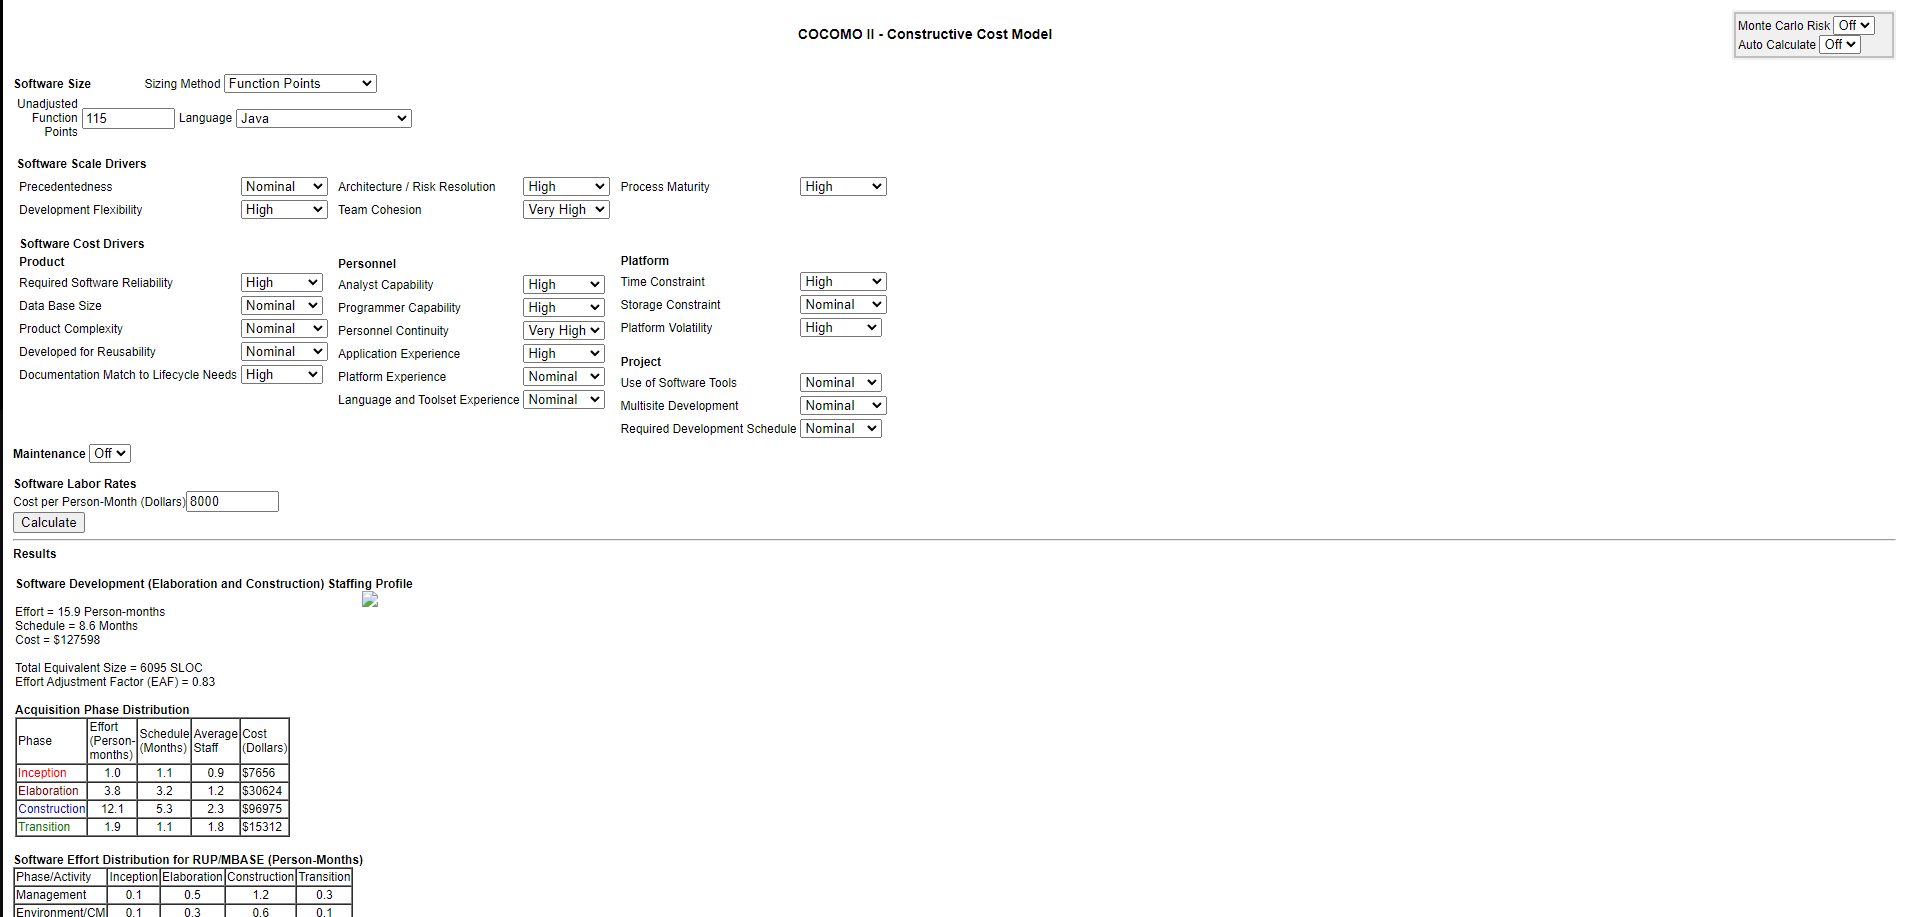 COCOMO II - Constructive Cost Model
Monte Carlo Risk Off
Auto Calculate Off
Software Size Sizing Method Function Points
Unadjusted
Function
Points 115 Language Java
Software Scale Drivers
Precedentedness Nominal Architecture / Risk Resolution High Process Maturity High
Development Flexibility High Team Cohesion Very High
Software Cost Drivers
Product
Required Software Reliability High
Data Base Size Nominal
Product Complexity Nominal
Developed for Reusability Nominal
Documentation Match to Lifecycle Needs High
Personnel
Analyst Capability High
Programmer Capability High
Personnel Continuity Very High
Application Experience High
Platform Experience Nominal
Language and Toolset Experience Nominal
Platform
Time Constraint High
Storage Constraint Nominal
Platform Volatility High
Project
Use of Software Tools Nominal
Multisite Development Nominal
Required Development Schedule Nominal
Maintenance Off
Software Labor Rates
Cost per Person-Month (Dollars) 8000
Calculate
Results
Software Development (Elaboration and Construction) Staffing Profile
Effort = 15.9 Person-months
Schedule = 8.6 Months
Cost = $127598
Total Equivalent Size = 6095 SLOC
Effort Adjustment Factor (EAF) = 0.83
Acquisition Phase Distribution
Phase Effort (Person-months) Schedule (Months) Average Staff Cost (Dollars)
Inception 1.0 1.1 0.9 $7656
Elaboration 3.8 3.2 1.2 $30624
Construction 12.1 5.3 2.3 $96975
Transition 1.9 1.1 1.8 $15312
Software Effort Distribution for RUP/MBASE (Person-Months)
Phase/Activity Inception Elaboration Construction Transition
Management 0.1 0.5 1.2 0.3
Environment/CM 0.1 0.3 0.6 0.1